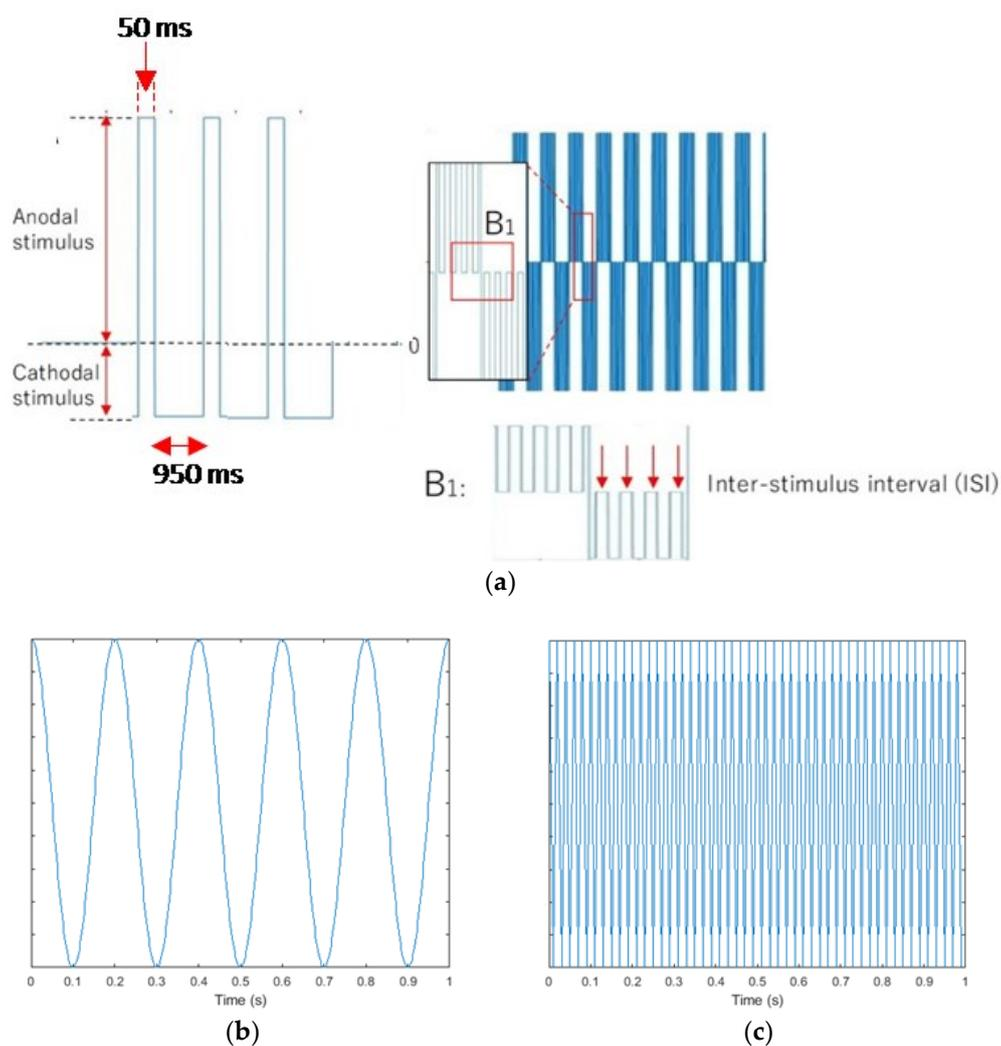 50 ms
Anodal
stimulus
0
Cathodal
stimulus
950 ms
B1
B1:
Inter-stimulus interval (ISI)
(a)
0 0.1 0.2 0.3 0.4 0.5 0.6 0.7 0.8 0.9 1
Time (s)
(b)
0 0.1 0.2 0.3 0.4 0.5 0.6 0.7 0.8 0.9 1
Time (s)
(c)